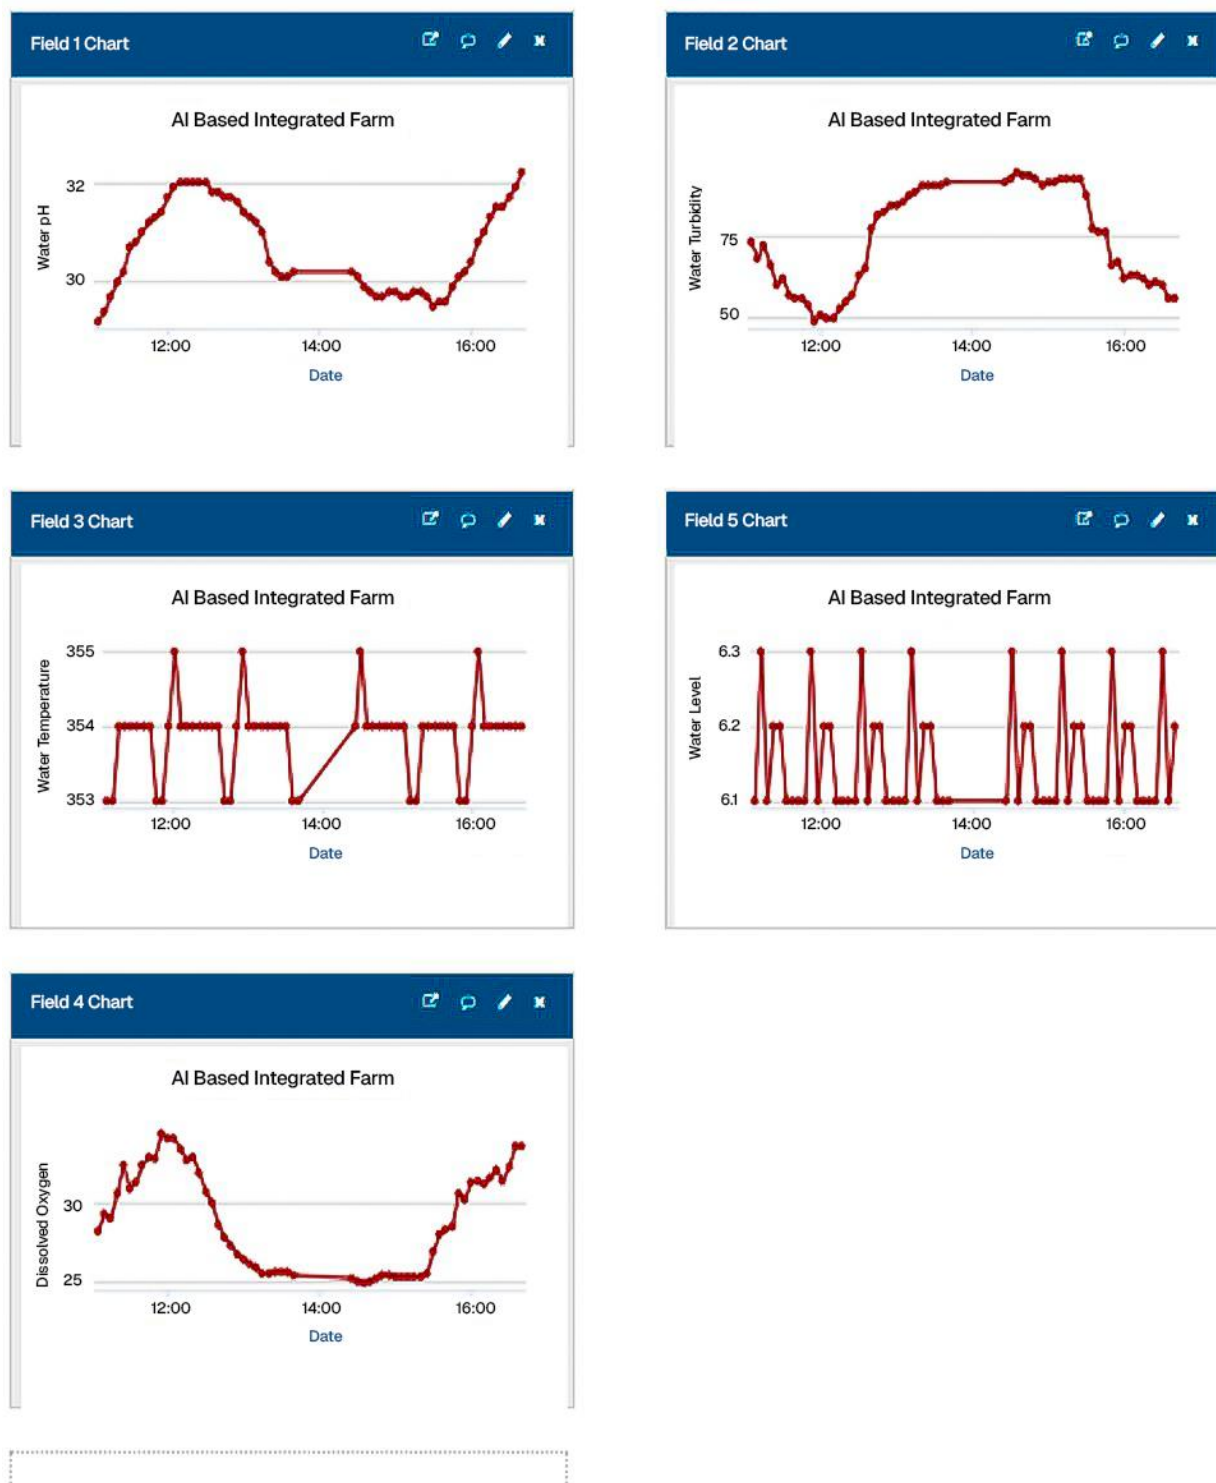 Field 1 Chart
AI Based Integrated Farm
Water pH
32
30
12:00 14:00 16:00
Date
Field 2 Chart
AI Based Integrated Farm
Water Turbidity
75
50
12:00 14:00 16:00
Date
Field 3 Chart
AI Based Integrated Farm
Water Temperature
355
354
353
12:00 14:00 16:00
Date
Field 5 Chart
AI Based Integrated Farm
Water Level
6.3
6.2
6.1
12:00 14:00 16:00
Date
Field 4 Chart
AI Based Integrated Farm
Dissolved Oxygen
30
25
12:00 14:00 16:00
Date